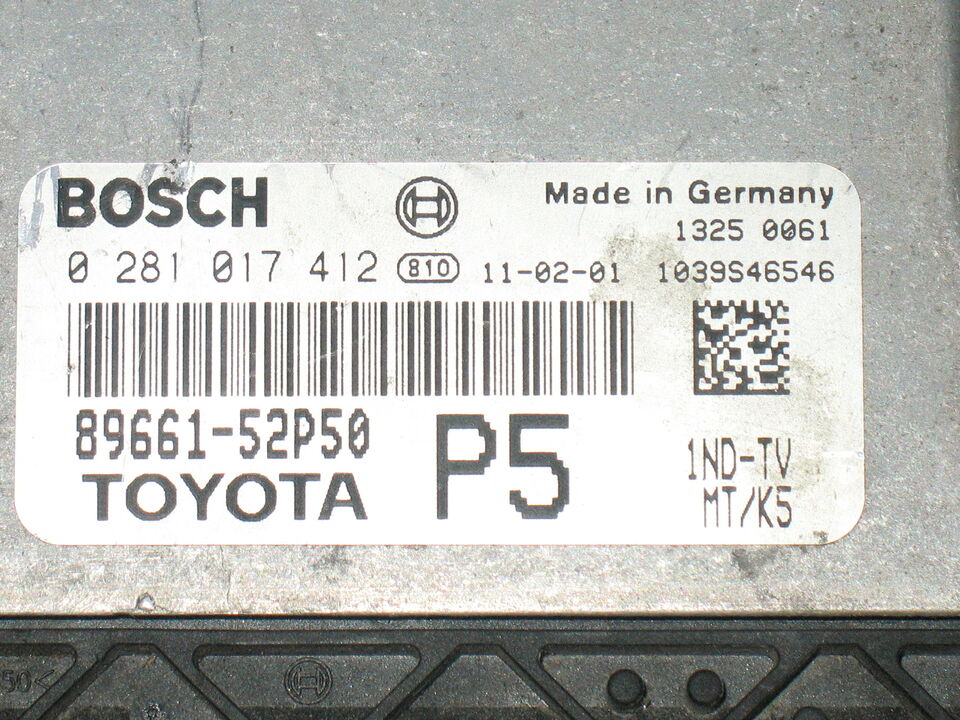 BOSCH
Made in Germany
1325 0061
0 281 017 412 810 11-02-01 1039S46546
89661-52P50
TOYOTA
P5
1ND-TV
MT/K5
50<